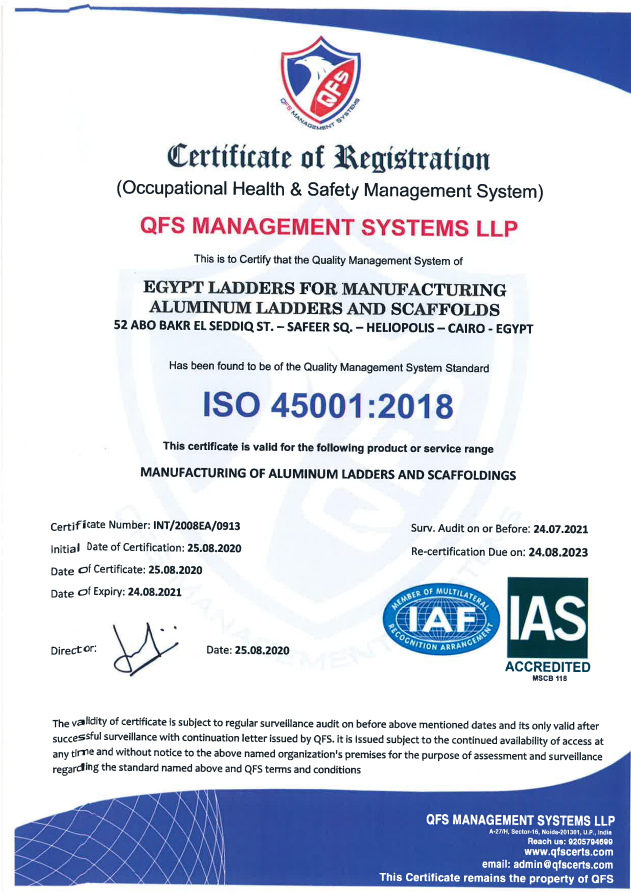 QFS
QFS MANAGEMENT SYSTEMS
Certificate of Registration
(Occupational Health & Safety Management System)
QFS MANAGEMENT SYSTEMS LLP
This is to Certify that the Quality Management System of
EGYPT LADDERS FOR MANUFACTURING
ALUMINUM LADDERS AND SCAFFOLDS
52 ABO BAKR EL SEDDIQ ST. – SAFEER SQ. – HELIOPOLIS – CAIRO - EGYPT
Has been found to be of the Quality Management System Standard
ISO 45001:2018
This certificate is valid for the following product or service range
MANUFACTURING OF ALUMINUM LADDERS AND SCAFFOLDINGS
Certificate Number: INT/2008EA/0913
Initial Date of Certification: 25.08.2020
Date of Certificate: 25.08.2020
Date of Expiry: 24.08.2021
Surv. Audit on or Before: 24.07.2021
Re-certification Due on: 24.08.2023
Director:
Date: 25.08.2020
MEMBER OF MULTILATERAL
IAF
RECOGNITION ARRANGEMENT
IAS
ACCREDITED
MSCB 118
The validity of certificate is subject to regular surveillance audit on before above mentioned dates and its only valid after
successful surveillance with continuation letter issued by QFS. it is Issued subject to the continued availability of access at
any time and without notice to the above named organization's premises for the purpose of assessment and surveillance
regarding the standard named above and QFS terms and conditions
QFS MANAGEMENT SYSTEMS LLP
A-27/H, Sector-16, Noida-201301, U.P., India
Reach us: 9205794699
www.qfscerts.com
email: admin@qfscerts.com
This Certificate remains the property of QFS